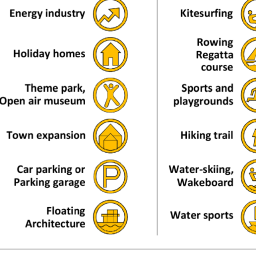 Energy industry
Holiday homes
Theme park,
Open air museum
Town expansion
Car parking or
Parking garage
P
Floating
Architecture
Kitesurfing
Rowing
Regatta
course
Sports and
playgrounds
Hiking trail
Water-skiing,
Wakeboard
Water sports